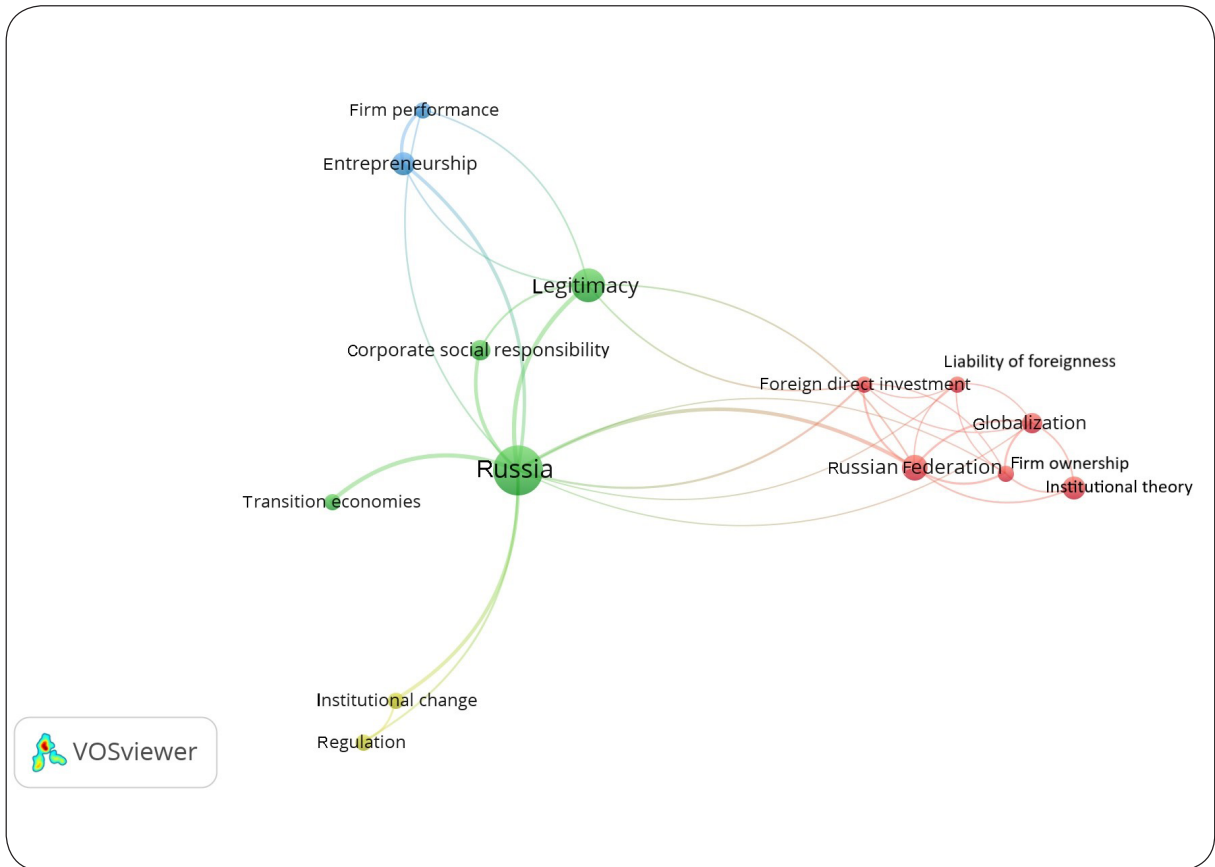 Firm performance
Entrepreneurship
Legitimacy
Corporate social responsibility
Liability of foreignness
Foreign direct investment
Globalization
Russia
Russian Federation
Firm ownership
Institutional theory
Transition economies
Institutional change
Regulation
VOSviewer